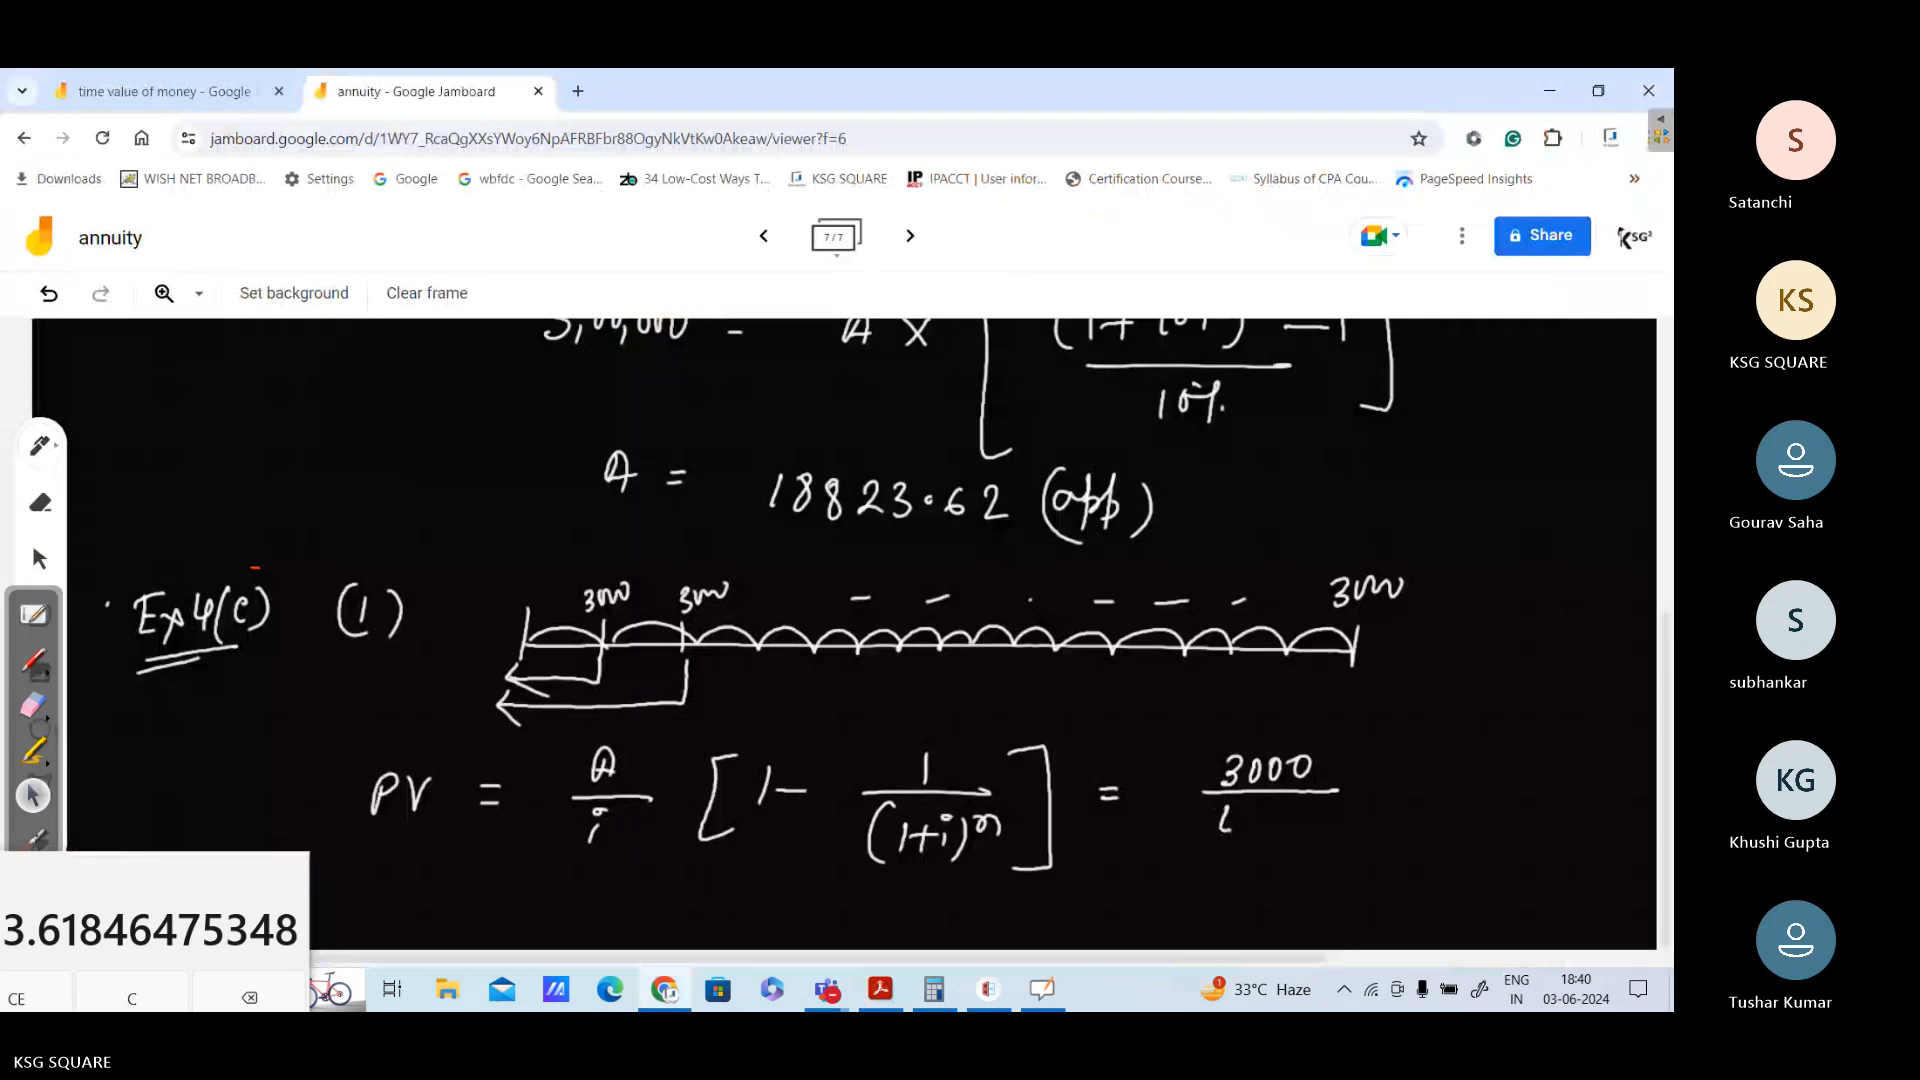 time value of money - Google
annuity - Google Jamboard
jamboard.google.com/d/1WY7_RcaQgXXsYWoy6NpAFRBFbr88OgyNkVtKw0Akeaw/viewer?f=6
Downloads WISH NET BROADB... Settings Google wbfdc - Google Sea... 34 Low-Cost Ways T... KSG SQUARE IPACCT | User infor... Certification Course... Syllabus of CPA Cou... PageSpeed Insights »
annuity 7 / 7 Share KSG²
Set background Clear frame
A X
10%
A = 18823.62 (app)
Ex 4(c) (1) 3000 3000 - - . - - - 3000
PV = A/i [1 - 1/(1+i)^n] = 3000/
3.61846475348
CE C
33°C Haze ENG IN 18:40 03-06-2024
S
Satanchi
KS
KSG SQUARE
Gourav Saha
S
subhankar
KG
Khushi Gupta
Tushar Kumar
KSG SQUARE